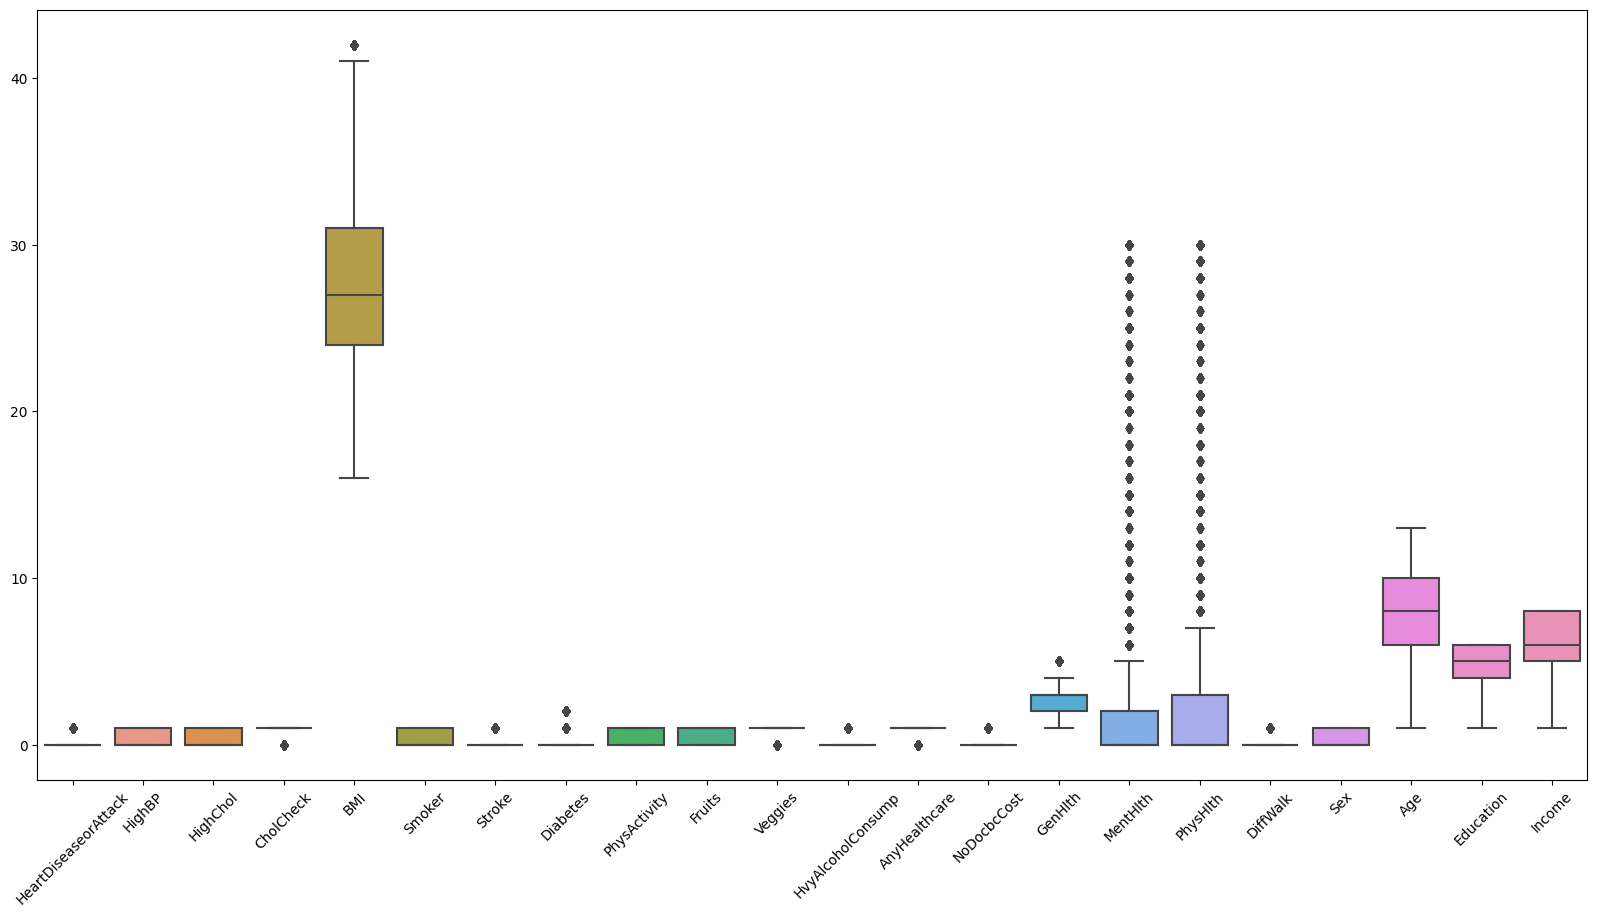 40
30
20
10
0
HeartDiseaseorAttack
HighBP
HighChol
CholCheck
BMI
Smoker
Stroke
Diabetes
PhysActivity
Fruits
Veggies
HvyAlcoholConsump
AnyHealthcare
NoDocbcCost
GenHlth
MentHlth
PhysHlth
DiffWalk
Sex
Age
Education
Income